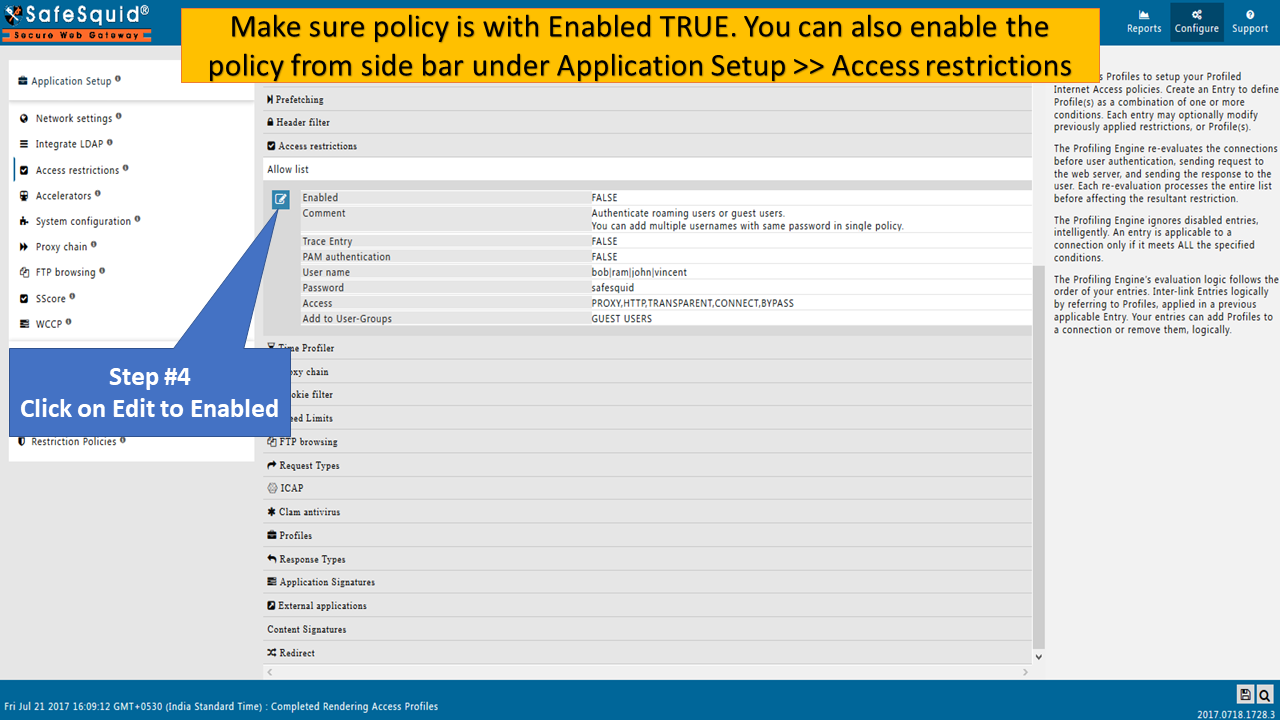 SafeSquid®
Secure Web Gateway
Make sure policy is with Enabled TRUE. You can also enable the
policy from side bar under Application Setup >> Access restrictions
Reports
Configure
Support
Application Setup
Network settings
Integrate LDAP
Access restrictions
Accelerators
System configuration
Proxy chain
FTP browsing
SScore
WCCP
Step #4
Click on Edit to Enabled
Restriction Policies
Prefetching
Header filter
Access restrictions
Allow list
Enabled FALSE
Comment Authenticate roaming users or guest users.
You can add multiple usernames with same password in single policy.
Trace Entry FALSE
PAM authentication FALSE
User name bob|ram|john|vincent
Password safesquid
Access PROXY,HTTP,TRANSPARENT,CONNECT,BYPASS
Add to User-Groups GUEST USERS
Time Profiler
oxy chain
okie filter
eed Limits
FTP browsing
Request Types
ICAP
Clam antivirus
Profiles
Response Types
Application Signatures
External applications
Content Signatures
Redirect
s Profiles to setup your Profiled
Internet Access policies. Create an Entry to define
Profile(s) as a combination of one or more
conditions. Each entry may optionally modify
previously applied restrictions, or Profile(s).
The Profiling Engine re-evaluates the connections
before user authentication, sending request to
the web server, and sending the response to the
user. Each re-evaluation processes the entire list
before affecting the resultant restriction.
The Profiling Engine ignores disabled entries,
intelligently. An entry is applicable to a
connection only if it meets ALL the specified
conditions.
The Profiling Engine's evaluation logic follows the
order of your entries. Inter-link Entries logically
by referring to Profiles, applied in a previous
applicable Entry. Your entries can add Profiles to
a connection or remove them, logically.
Fri Jul 21 2017 16:09:12 GMT+0530 (India Standard Time) : Completed Rendering Access Profiles
2017.0718.1728.3